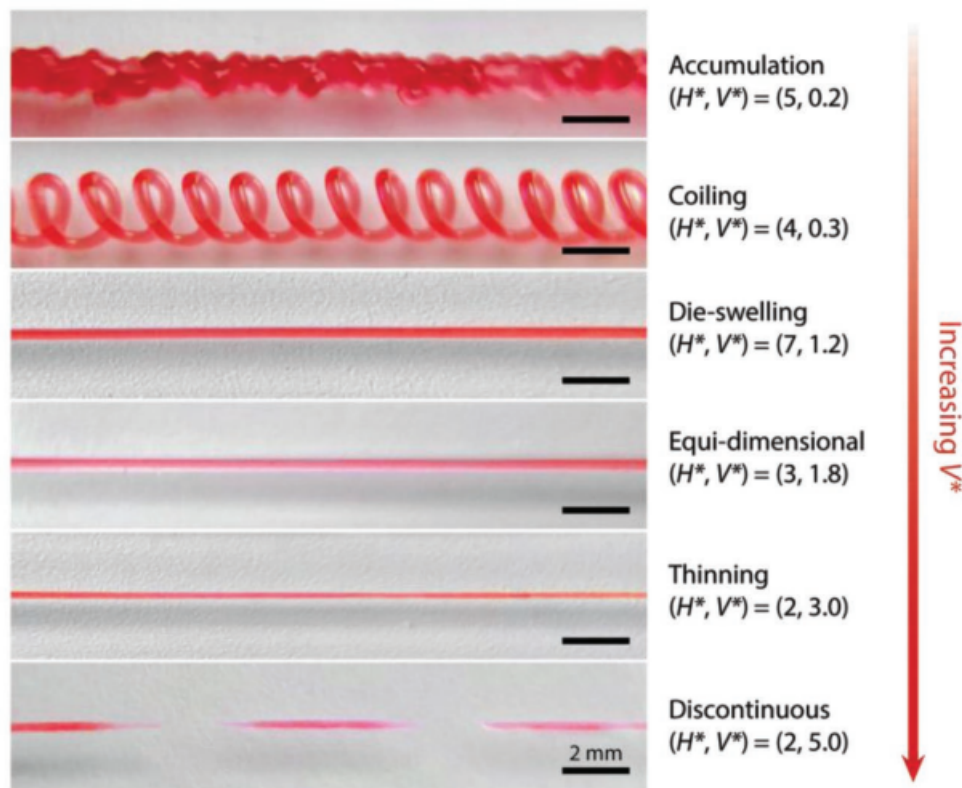 Accumulation
(H*, V*) = (5, 0.2)
Coiling
(H*, V*) = (4, 0.3)
Die-swelling
(H*, V*) = (7, 1.2)
Equi-dimensional
(H*, V*) = (3, 1.8)
Thinning
(H*, V*) = (2, 3.0)
Discontinuous
(H*, V*) = (2, 5.0)
2 mm
Increasing V*